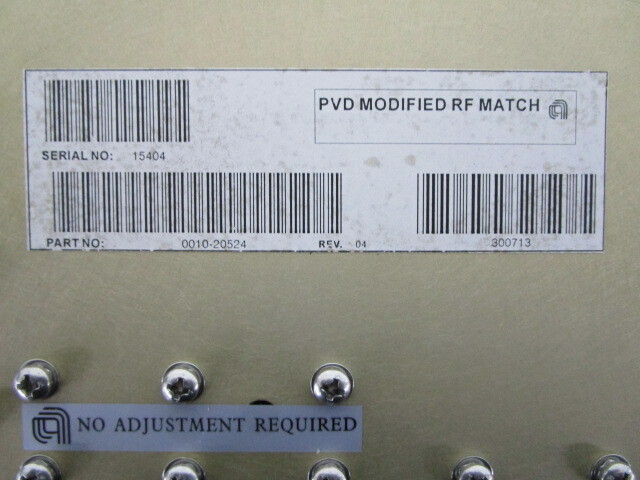 PVD MODIFIED RF MATCH
SERIAL NO: 15404
PART NO: 0010-20524 REV. 04 300713
NO ADJUSTMENT REQUIRED